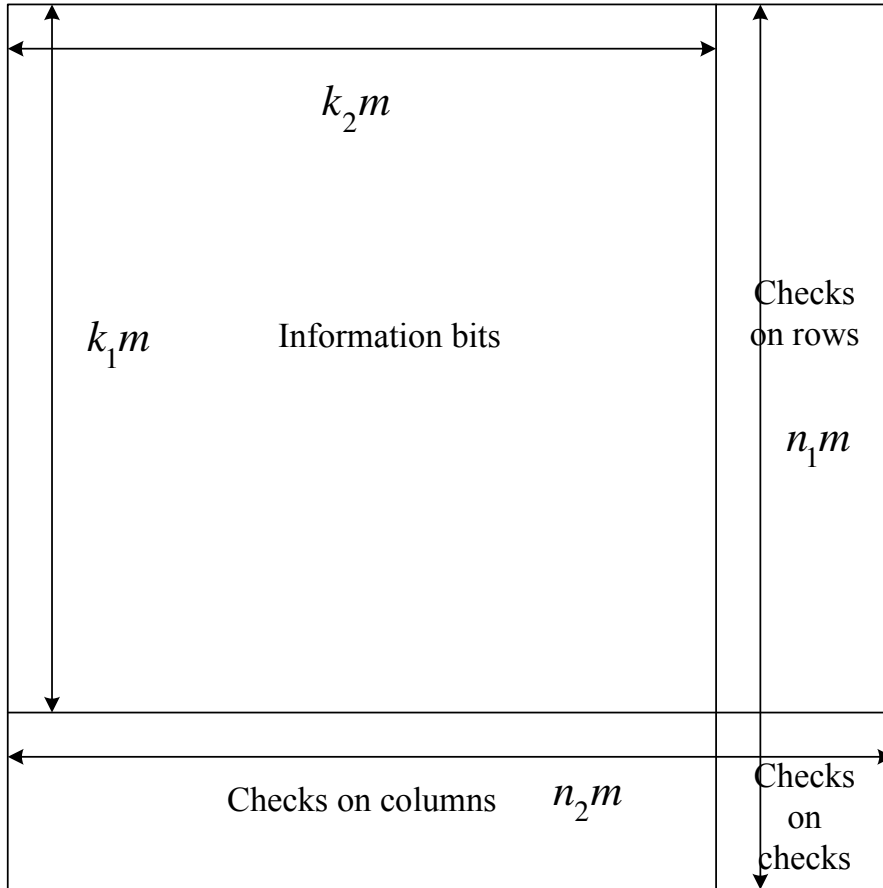 k₂m
Checks
on rows
k₁m
Information bits
n₁m
Checks on columns
n₂m
Checks
on
checks